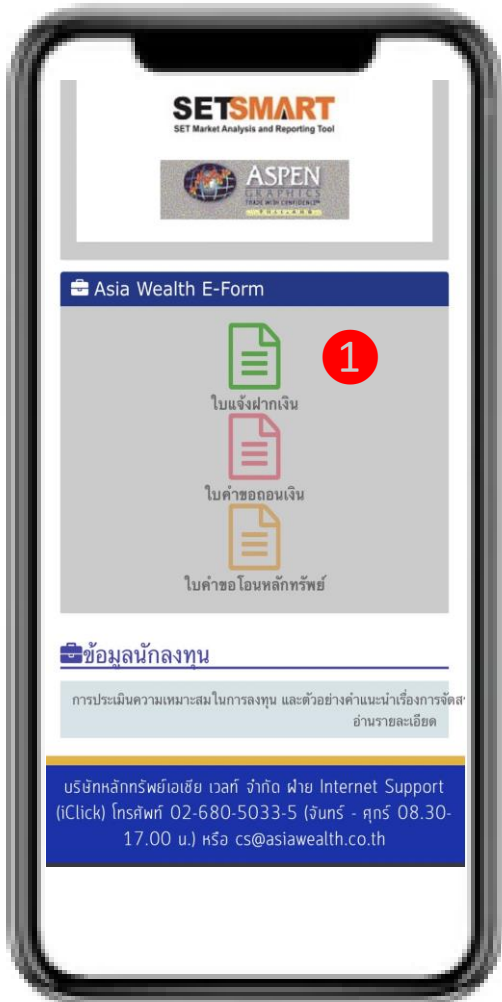 SETSMART
SET Market Analysis and Reporting Tool
ASPEN
GRAPHICS
TRADE WITH CONFIDENCE
THAILAND
Asia Wealth E-Form
1
ใบแจ้งฝากเงิน
ใบคำขอถอนเงิน
ใบคำขอโอนหลักทรัพย์
ข้อมูลนักลงทุน
การประเมินความเหมาะสมในการลงทุน และตัวอย่างคำแนะนำเรื่องการจัดส
อ่านรายละเอียด
บริษัทหลักทรัพย์เอเชีย เวลท์ จำกัด ฝ่าย Internet Support
(iClick) โทรศัพท์ 02-680-5033-5 (จันทร์ - ศุกร์ 08.30-
17.00 น.) หรือ cs@asiawealth.co.th